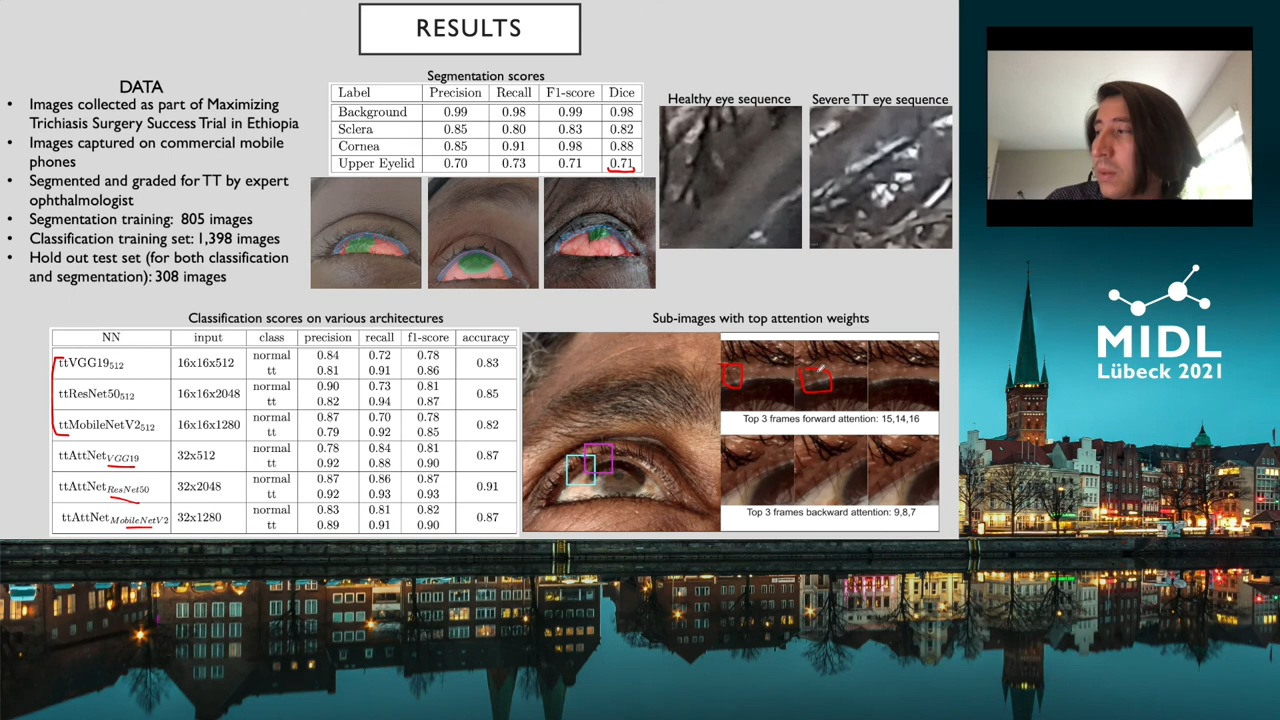 RESULTS
DATA
• Images collected as part of Maximizing
Trichiasis Surgery Success Trial in Ethiopia
• Images captured on commercial mobile
phones
• Segmented and graded for TT by expert
ophthalmologist
• Segmentation training: 805 images
• Classification training set: 1,398 images
• Hold out test set (for both classification
and segmentation): 308 images
Segmentation scores
Label Precision Recall F1-score Dice
Background 0.99 0.98 0.99 0.98
Sclera 0.85 0.80 0.83 0.82
Cornea 0.85 0.91 0.98 0.88
Upper Eyelid 0.70 0.73 0.71 0.71
Healthy eye sequence
Severe TT eye sequence
Classification scores on various architectures
NN input class precision recall f1-score accuracy
ttVGG19512 16x16x512 normal 0.84 0.72 0.78 0.83
tt 0.81 0.91 0.86
ttResNet50512 16x16x2048 normal 0.90 0.73 0.81 0.85
tt 0.82 0.94 0.87
ttMobileNetV2512 16x16x1280 normal 0.87 0.70 0.78 0.82
tt 0.79 0.92 0.85
ttAttNetVGG19 32x512 normal 0.78 0.84 0.81 0.87
tt 0.92 0.88 0.90
ttAttNetResNet50 32x2048 normal 0.87 0.86 0.87 0.91
tt 0.92 0.93 0.93
ttAttNetMobileNetV2 32x1280 normal 0.83 0.81 0.82 0.87
tt 0.89 0.91 0.90
Sub-images with top attention weights
Top 3 frames forward attention: 15,14,16
Top 3 frames backward attention: 9,8,7
MIDL
Lübeck 2021